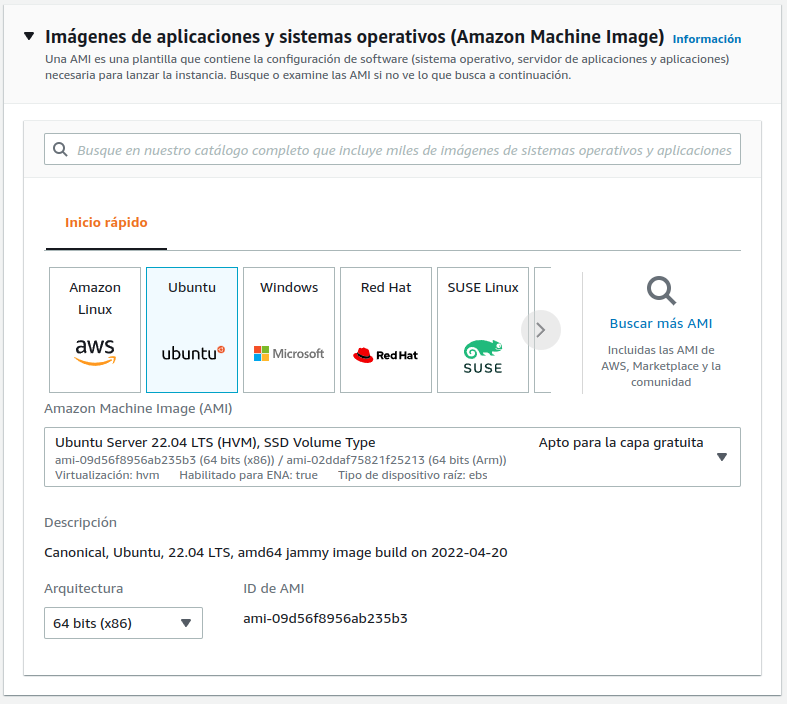 Imágenes de aplicaciones y sistemas operativos (Amazon Machine Image) Información
Una AMI es una plantilla que contiene la configuración de software (sistema operativo, servidor de aplicaciones y aplicaciones)
necesaria para lanzar la instancia. Busque o examine las AMI si no ve lo que busca a continuación.
Busque en nuestro catálogo completo que incluye miles de imágenes de sistemas operativos y aplicaciones
Inicio rápido
Amazon
Linux
aws
Ubuntu
ubuntu
Windows
Microsoft
Red Hat
Red Hat
SUSE Linux
SUSE
Buscar más AMI
Incluidas las AMI de
AWS, Marketplace y la
comunidad
Amazon Machine Image (AMI)
Ubuntu Server 22.04 LTS (HVM), SSD Volume Type Apto para la capa gratuita
ami-09d56f8956ab235b3 (64 bits (x86)) / ami-02ddaf75821f25213 (64 bits (Arm))
Virtualización: hvm Habilitado para ENA: true Tipo de dispositivo raíz: ebs
Descripción
Canonical, Ubuntu, 22.04 LTS, amd64 jammy image build on 2022-04-20
Arquitectura ID de AMI
64 bits (x86) ami-09d56f8956ab235b3